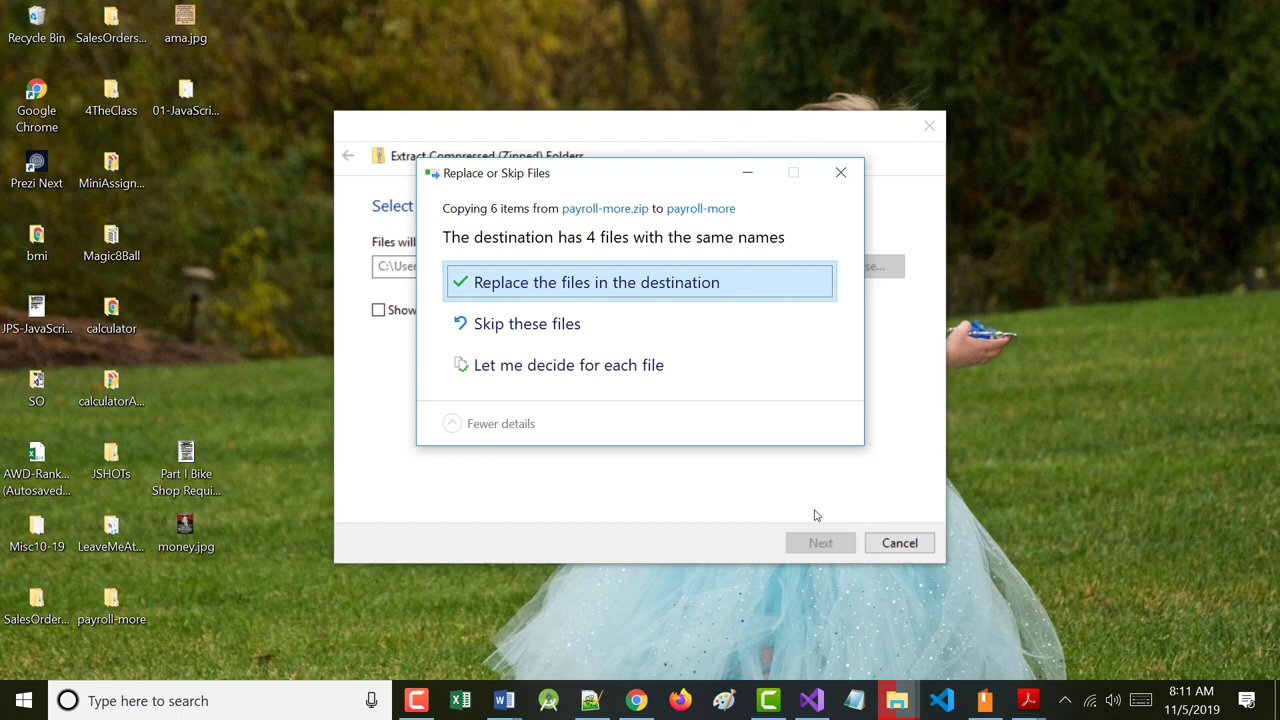 Recycle Bin
SalesOrders...
ama.jpg
Google
Chrome
4TheClass
01-JavaScri...
Prezi Next
MiniAssign...
bmi
Magic8Ball
JPS-JavaScri...
calculator
SO
calculatorA...
AWD-Rank...
(Autosaved...
JSHOTs
Part I Bike
Shop Requi...
Misc10-19
LeaveMeAt...
money.jpg
SalesOrder...
payroll-more
Extract Compressed (Zipped) Folders
Select
Files will
C:\User
se...
Show
Replace or Skip Files
Copying 6 items from payroll-more.zip to payroll-more
The destination has 4 files with the same names
Replace the files in the destination
Skip these files
Let me decide for each file
Fewer details
Next
Cancel
Type here to search
8:11 AM
11/5/2019